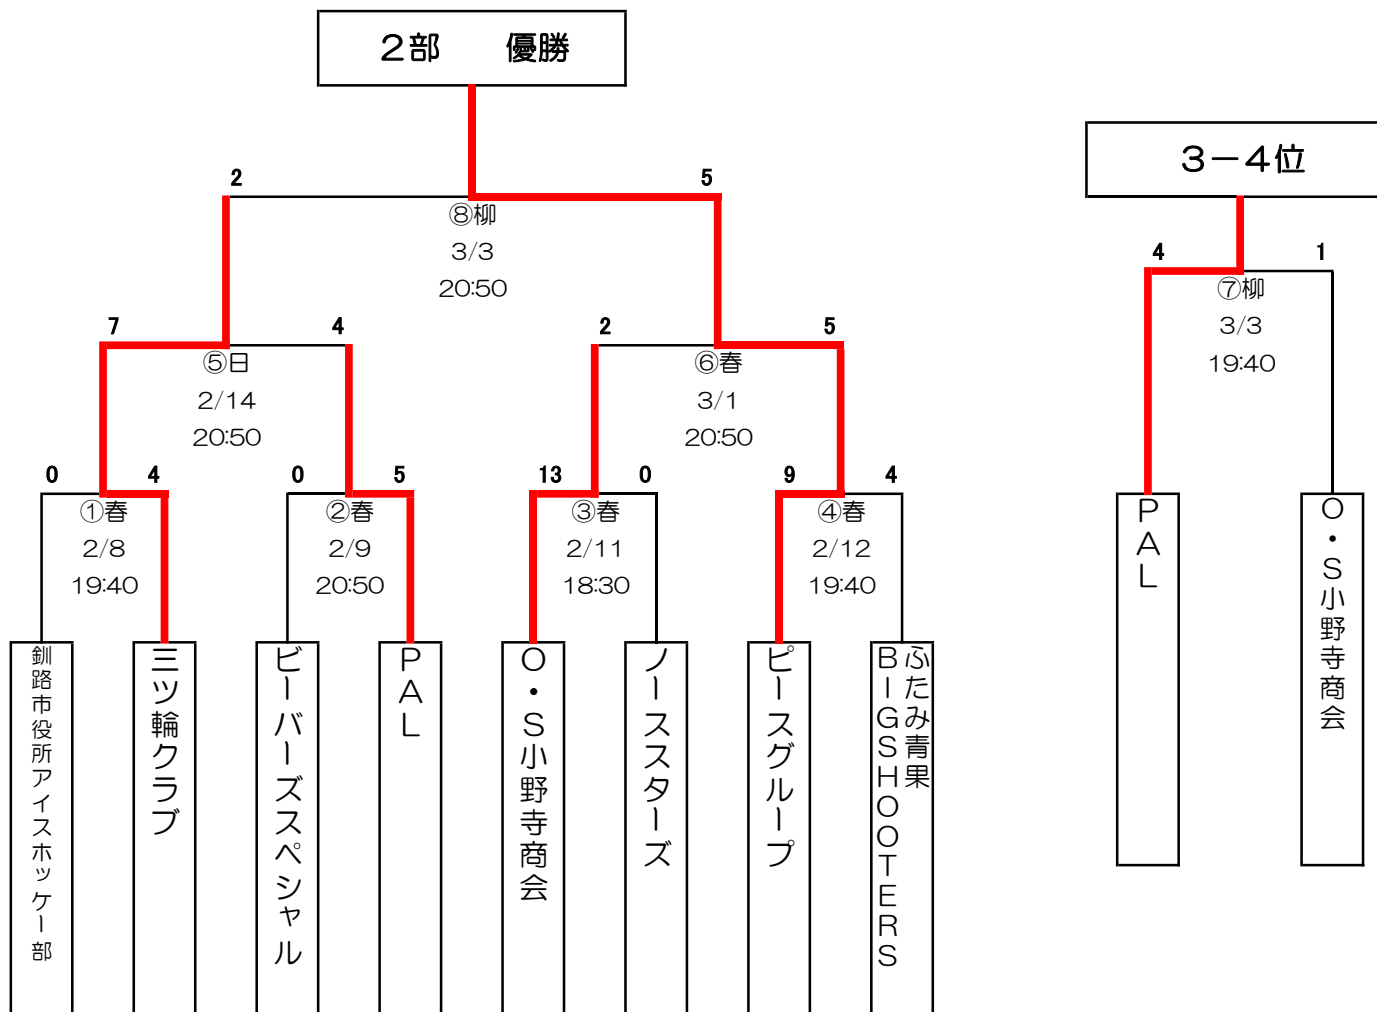 ２部　　優勝
３－４位
2
5
⑧柳
3/3
20:50
4
1
⑦柳
3/3
19:40
7
4
⑤日
2/14
20:50
2
5
⑥春
3/1
20:50
0
4
①春
2/8
19:40
0
5
②春
2/9
20:50
13
0
③春
2/11
18:30
9
4
④春
2/12
19:40
釧路市役所アイスホッケー部
三ツ輪クラブ
ビーバーズスペシャル
ＰＡＬ
Ｏ・Ｓ小野寺商会
ノーススターズ
ピースグループ
ふたみ青果
ＢＩＧＳＨＯＯＴＥＲＳ
ＰＡＬ
Ｏ・Ｓ小野寺商会